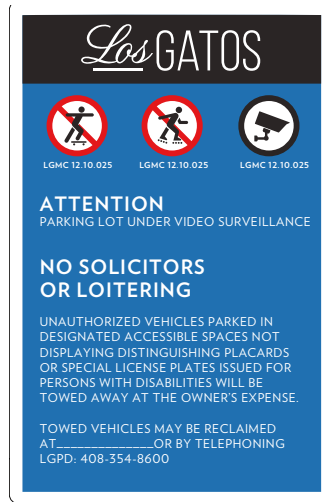 Los GATOS
LGMC 12.10.025 LGMC 12.10.025 LGMC 12.10.025
ATTENTION
PARKING LOT UNDER VIDEO SURVEILLANCE
NO SOLICITORS
OR LOITERING
UNAUTHORIZED VEHICLES PARKED IN
DESIGNATED ACCESSIBLE SPACES NOT
DISPLAYING DISTINGUISHING PLACARDS
OR SPECIAL LICENSE PLATES ISSUED FOR
PERSONS WITH DISABILITIES WILL BE
TOWED AWAY AT THE OWNER'S EXPENSE.
TOWED VEHICLES MAY BE RECLAIMED
AT______________OR BY TELEPHONING
LGPD: 408-354-8600